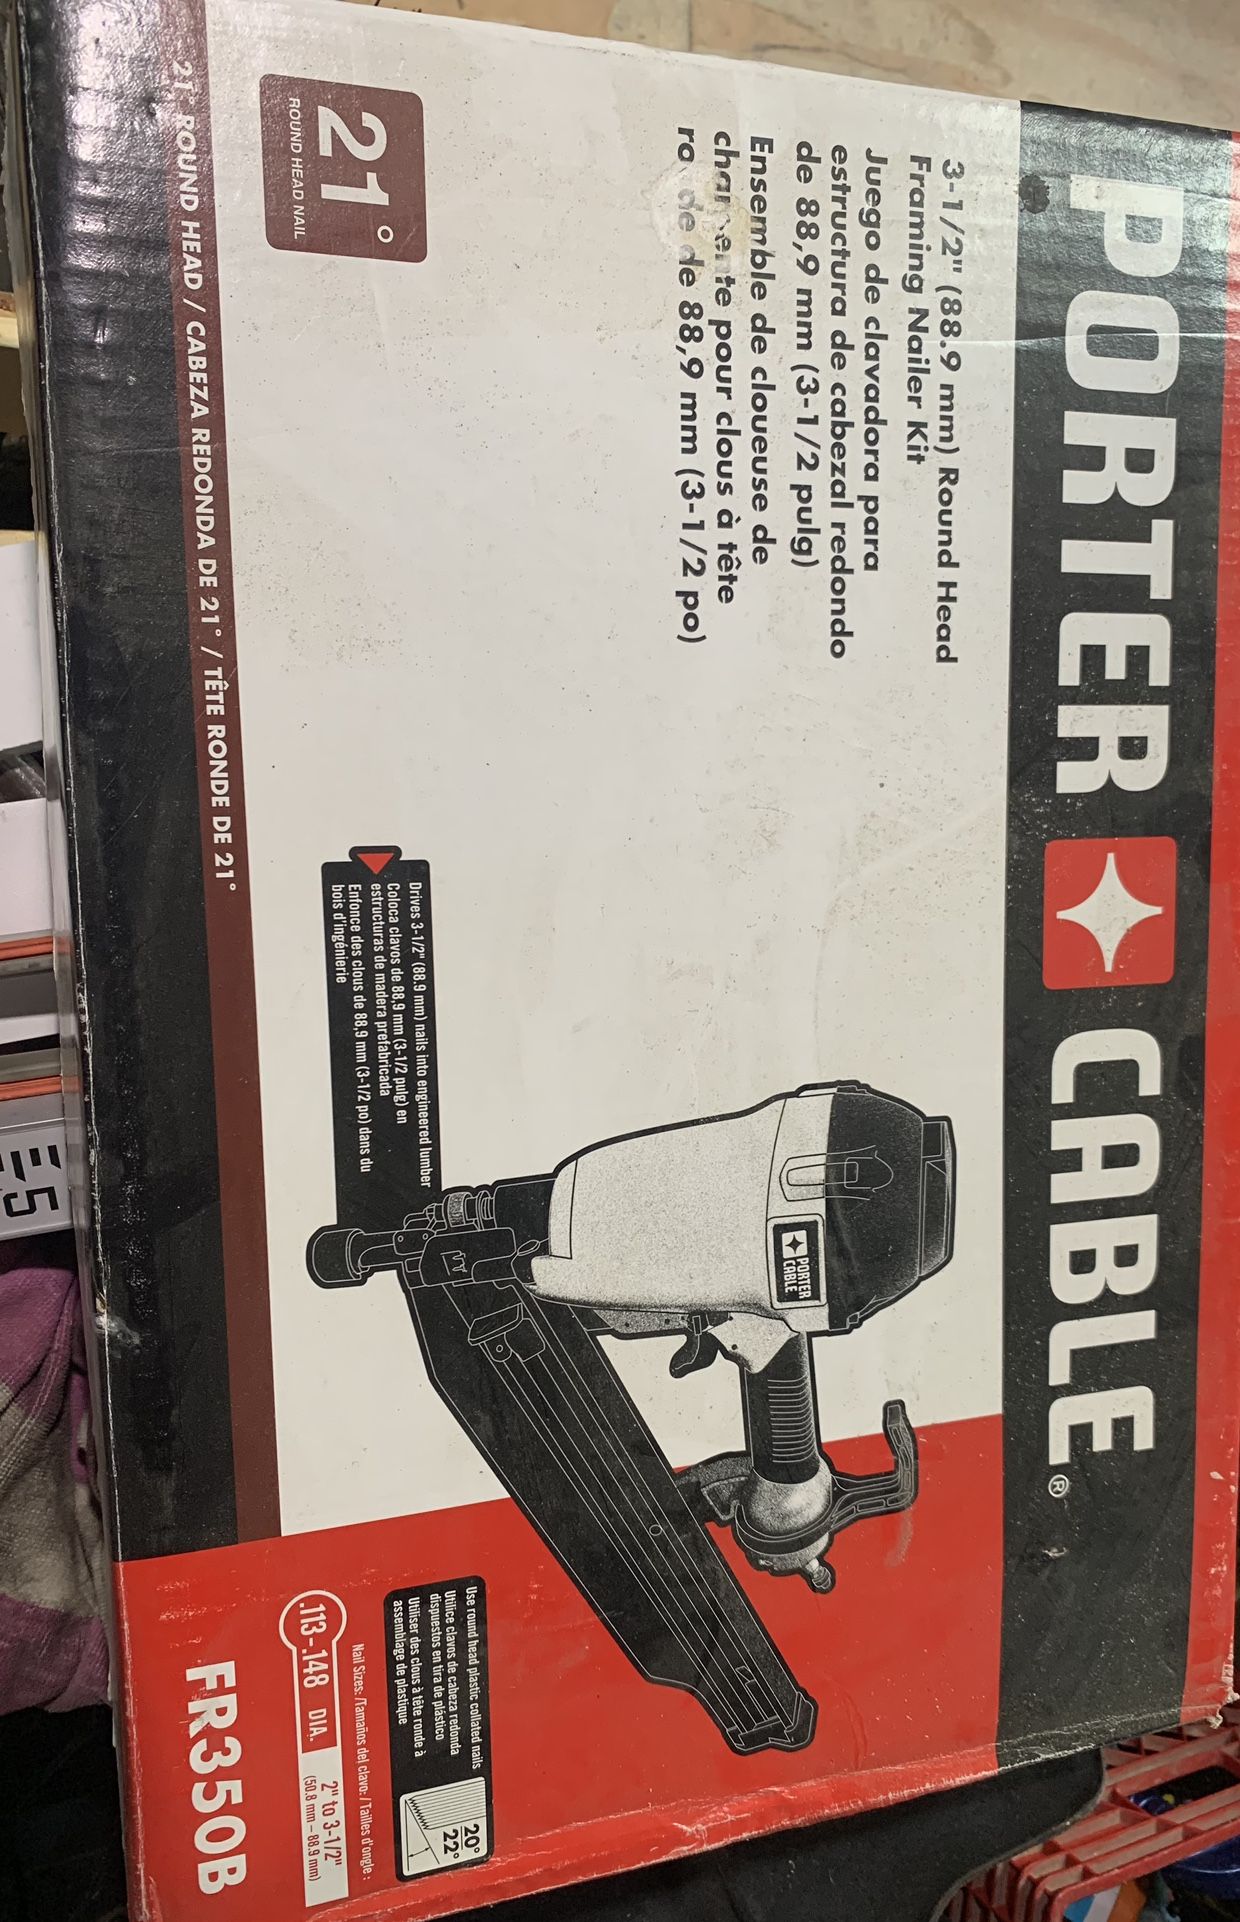 PORTER CABLE®
3-1/2" (88.9 mm) Round Head
Framing Nailer Kit
Juego de clavadora para
estructura de cabezal redondo
de 88,9 mm (3-1/2 pulg)
Ensemble de cloueuse de
pour clous à tête
de 88,9 mm (3-1/2 po)
21°
ROUND HEAD NAIL
21° ROUND HEAD / CABEZA REDONDA DE 21° / TÊTE RONDE DE 21°
Drives 3-1/2" (88.9 mm) nails into engineered lumber
Coloca clavos de 88,9 mm (3-1/2 pulg) en
estructuras de madera prefabricada
Enfonce des clous de 88,9 mm (3-1/2 po) dans du
bois d'ingénierie
PORTER
CABLE
Use round head plastic collated nails
Utilice clavos de cabeza redonda
dispuestos en tira de plástico
Utiliser des clous à tête ronde à
assemblage de plastique
20°
22°
Nail Sizes: /Tamaños del clavo: / Tailles d'ongle :
.113-.148 DIA.
2" to 3-1/2"
(50.8 mm – 88.9 mm)
FR350B